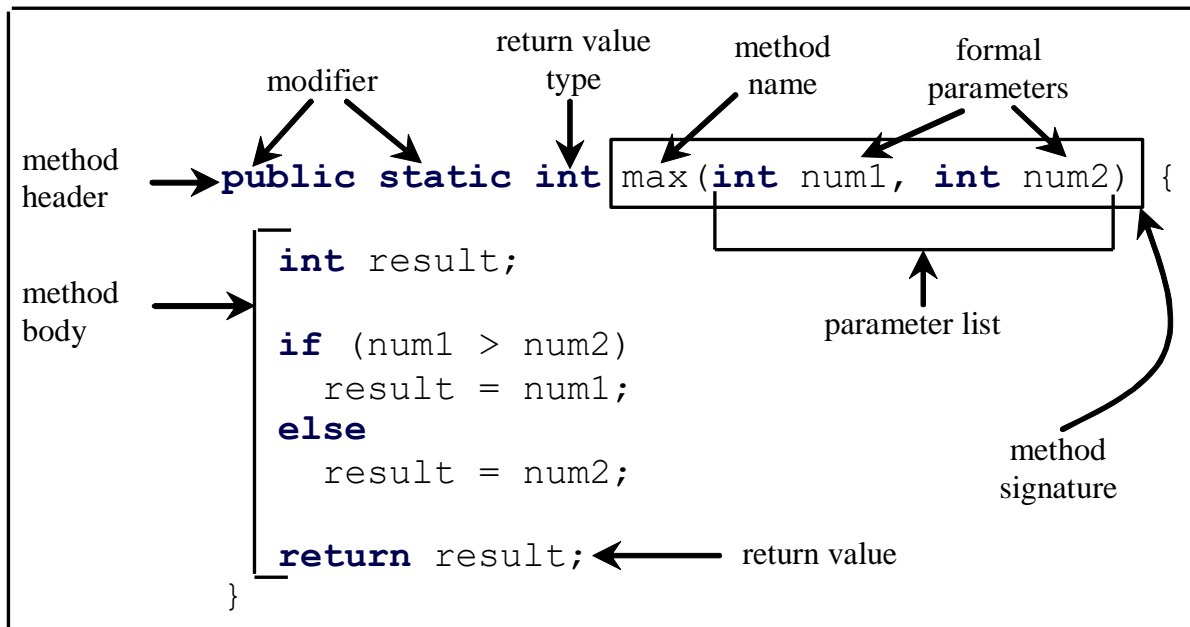 return value
type
method
name
formal
parameters
modifier
method
header
public static int max(int num1, int num2) {
int result;
method
body
parameter list
if (num1 > num2)
result = num1;
else
result = num2;
method
signature
return result;
return value
}